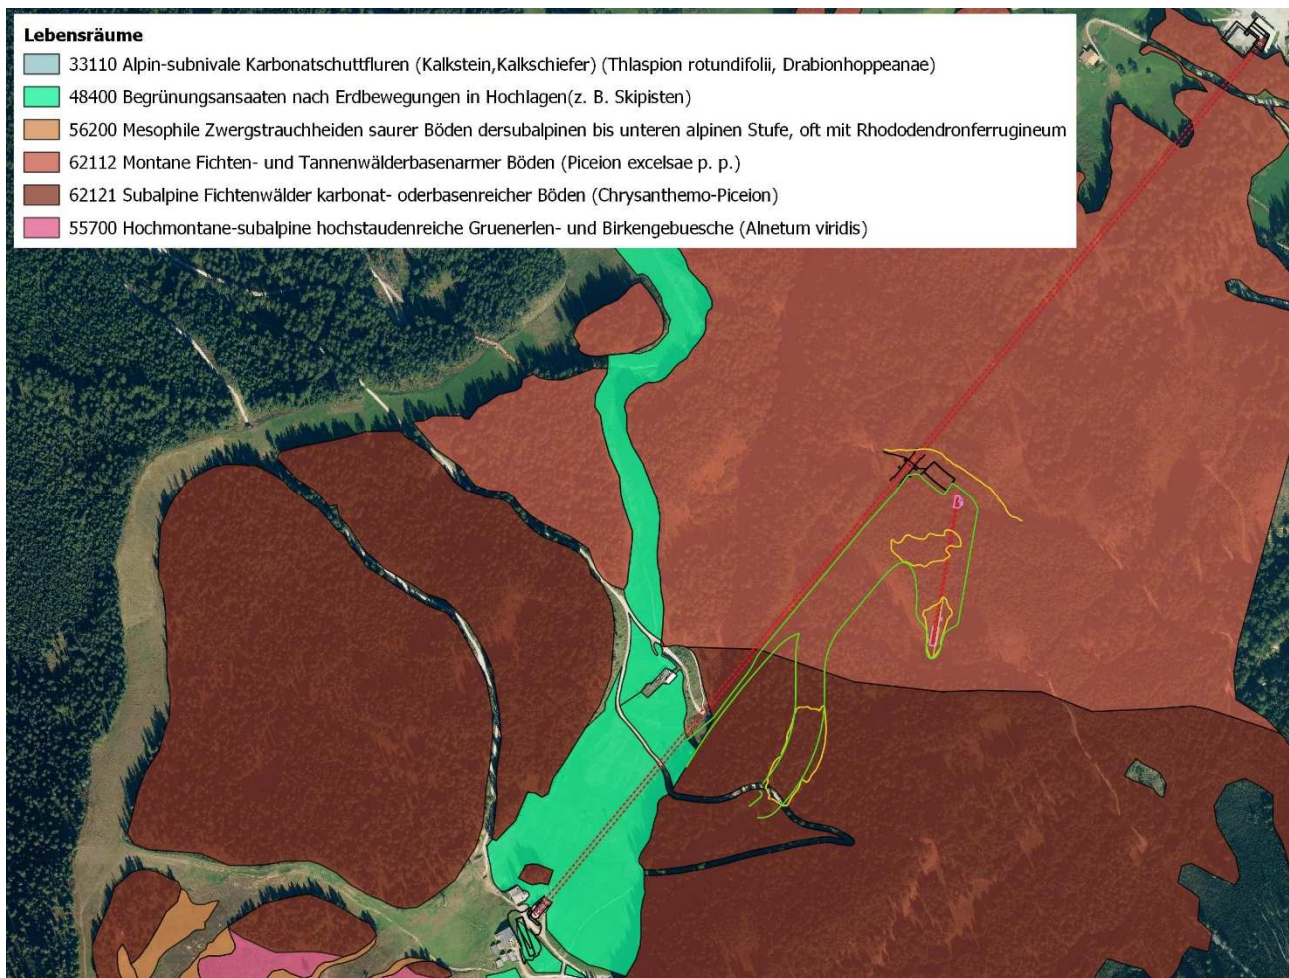 Lebensräume
33110 Alpin-subnivale Karbonatschuttfluren (Kalkstein,Kalkschiefer) (Thlaspion rotundifolii, Drabionhoppeanae)
48400 Begrünungsansaaten nach Erdbewegungen in Hochlagen(z. B. Skipisten)
56200 Mesophile Zwergstrauchheiden saurer Böden dersubalpinen bis unteren alpinen Stufe, oft mit Rhododendronferrugineum
62112 Montane Fichten- und Tannenwälderbasenarmer Böden (Piceion excelsae p. p.)
62121 Subalpine Fichtenwälder karbonat- oderbasenreicher Böden (Chrysanthemo-Piceion)
55700 Hochmontane-subalpine hochstaudenreiche Gruenerlen- und Birkengebuesche (Alnetum viridis)